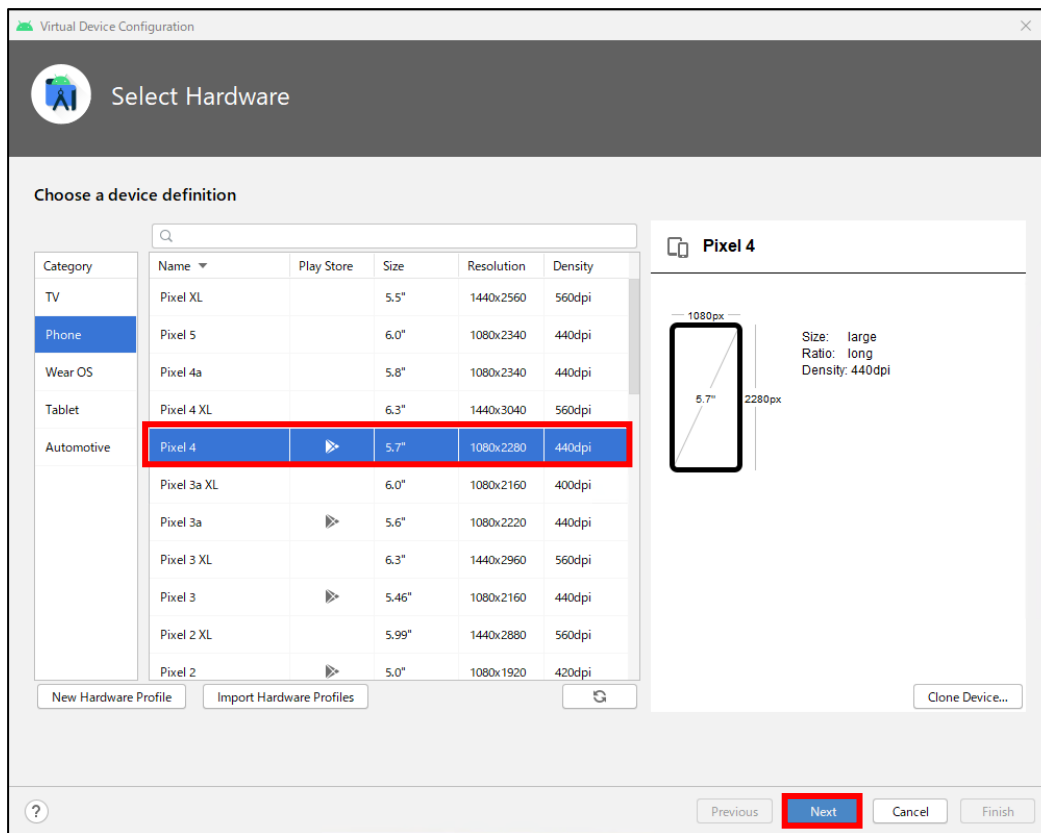 Virtual Device Configuration
Select Hardware
Choose a device definition
Category
TV
Phone
Wear OS
Tablet
Automotive
Name Play Store Size Resolution Density
Pixel XL 5.5" 1440x2560 560dpi
Pixel 5 6.0" 1080x2340 440dpi
Pixel 4a 5.8" 1080x2340 440dpi
Pixel 4 XL 6.3" 1440x3040 560dpi
Pixel 4 5.7" 1080x2280 440dpi
Pixel 3a XL 6.0" 1080x2160 400dpi
Pixel 3a 5.6" 1080x2220 440dpi
Pixel 3 XL 6.3" 1440x2960 560dpi
Pixel 3 5.46" 1080x2160 440dpi
Pixel 2 XL 5.99" 1440x2880 560dpi
Pixel 2 5.0" 1080x1920 420dpi
New Hardware Profile Import Hardware Profiles
Pixel 4
1080px
5.7"
2280px
Size: large
Ratio: long
Density: 440dpi
Clone Device...
? Previous Next Cancel Finish